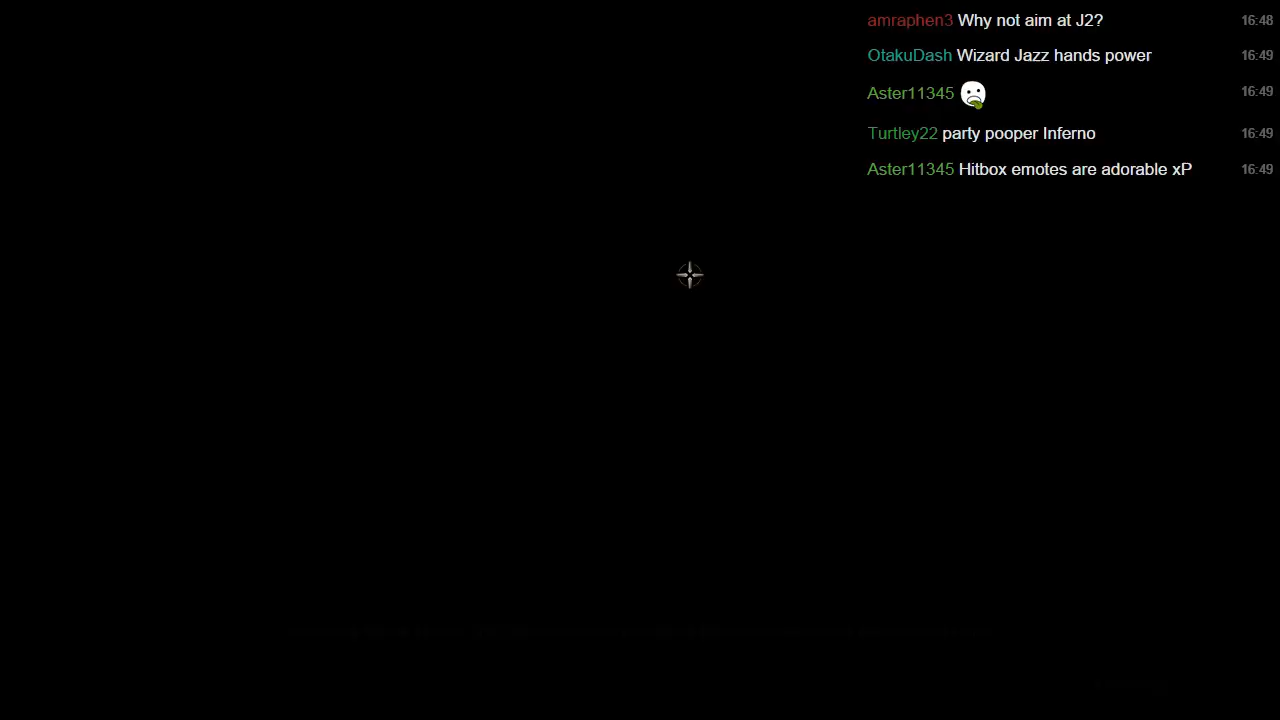 amraphen3 Why not aim at J2? 16:48
OtakuDash Wizard Jazz hands power 16:49
Aster11345 16:49
Turtley22 party pooper Inferno 16:49
Aster11345 Hitbox emotes are adorable xP 16:49